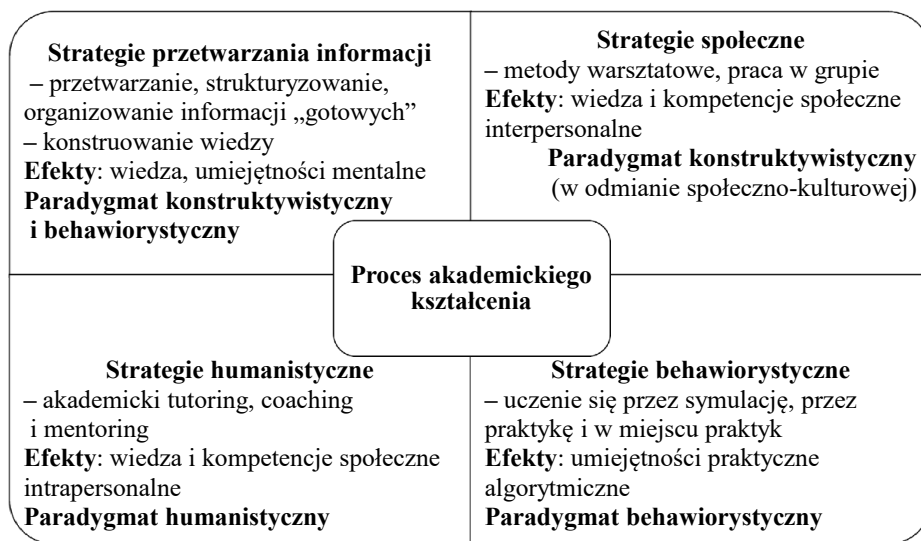 Strategie przetwarzania informacji
– przetwarzanie, strukturyzowanie,
organizowanie informacji „gotowych”
– konstruowanie wiedzy
Efekty: wiedza, umiejętności mentalne
Paradygmat konstruktywistyczny
i behawiorystyczny
Strategie społeczne
– metody warsztatowe, praca w grupie
Efekty: wiedza i kompetencje społeczne
interpersonalne
Paradygmat konstruktywistyczny
(w odmianie społeczno-kulturowej)
Proces akademickiego
kształcenia
Strategie humanistyczne
– akademicki tutoring, coaching
i mentoring
Efekty: wiedza i kompetencje społeczne
intrapersonalne
Paradygmat humanistyczny
Strategie behawiorystyczne
– uczenie się przez symulację, przez
praktykę i w miejscu praktyk
Efekty: umiejętności praktyczne
algorytmiczne
Paradygmat behawiorystyczny